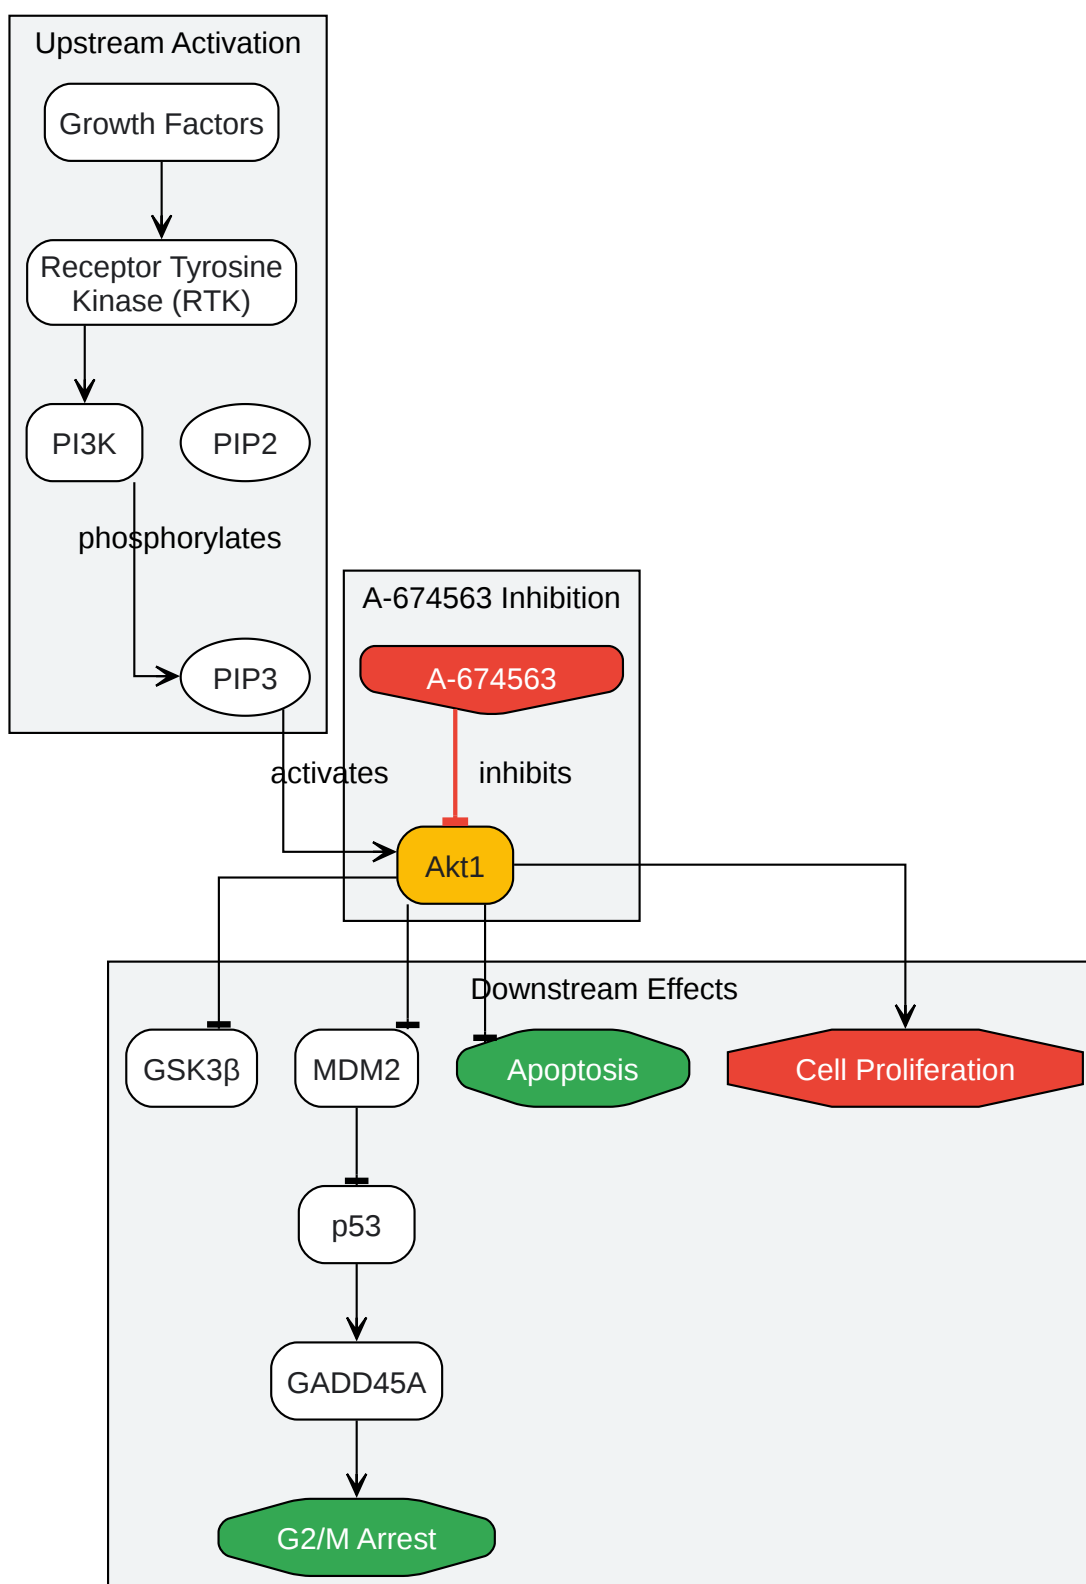 Upstream Activation
Growth Factors
Receptor Tyrosine
Kinase (RTK)
PI3K
PIP2
phosphorylates
PIP3
A-674563 Inhibition
A-674563
activates
inhibits
Akt1
Downstream Effects
GSK3β
MDM2
Apoptosis
Cell Proliferation
p53
GADD45A
G2/M Arrest